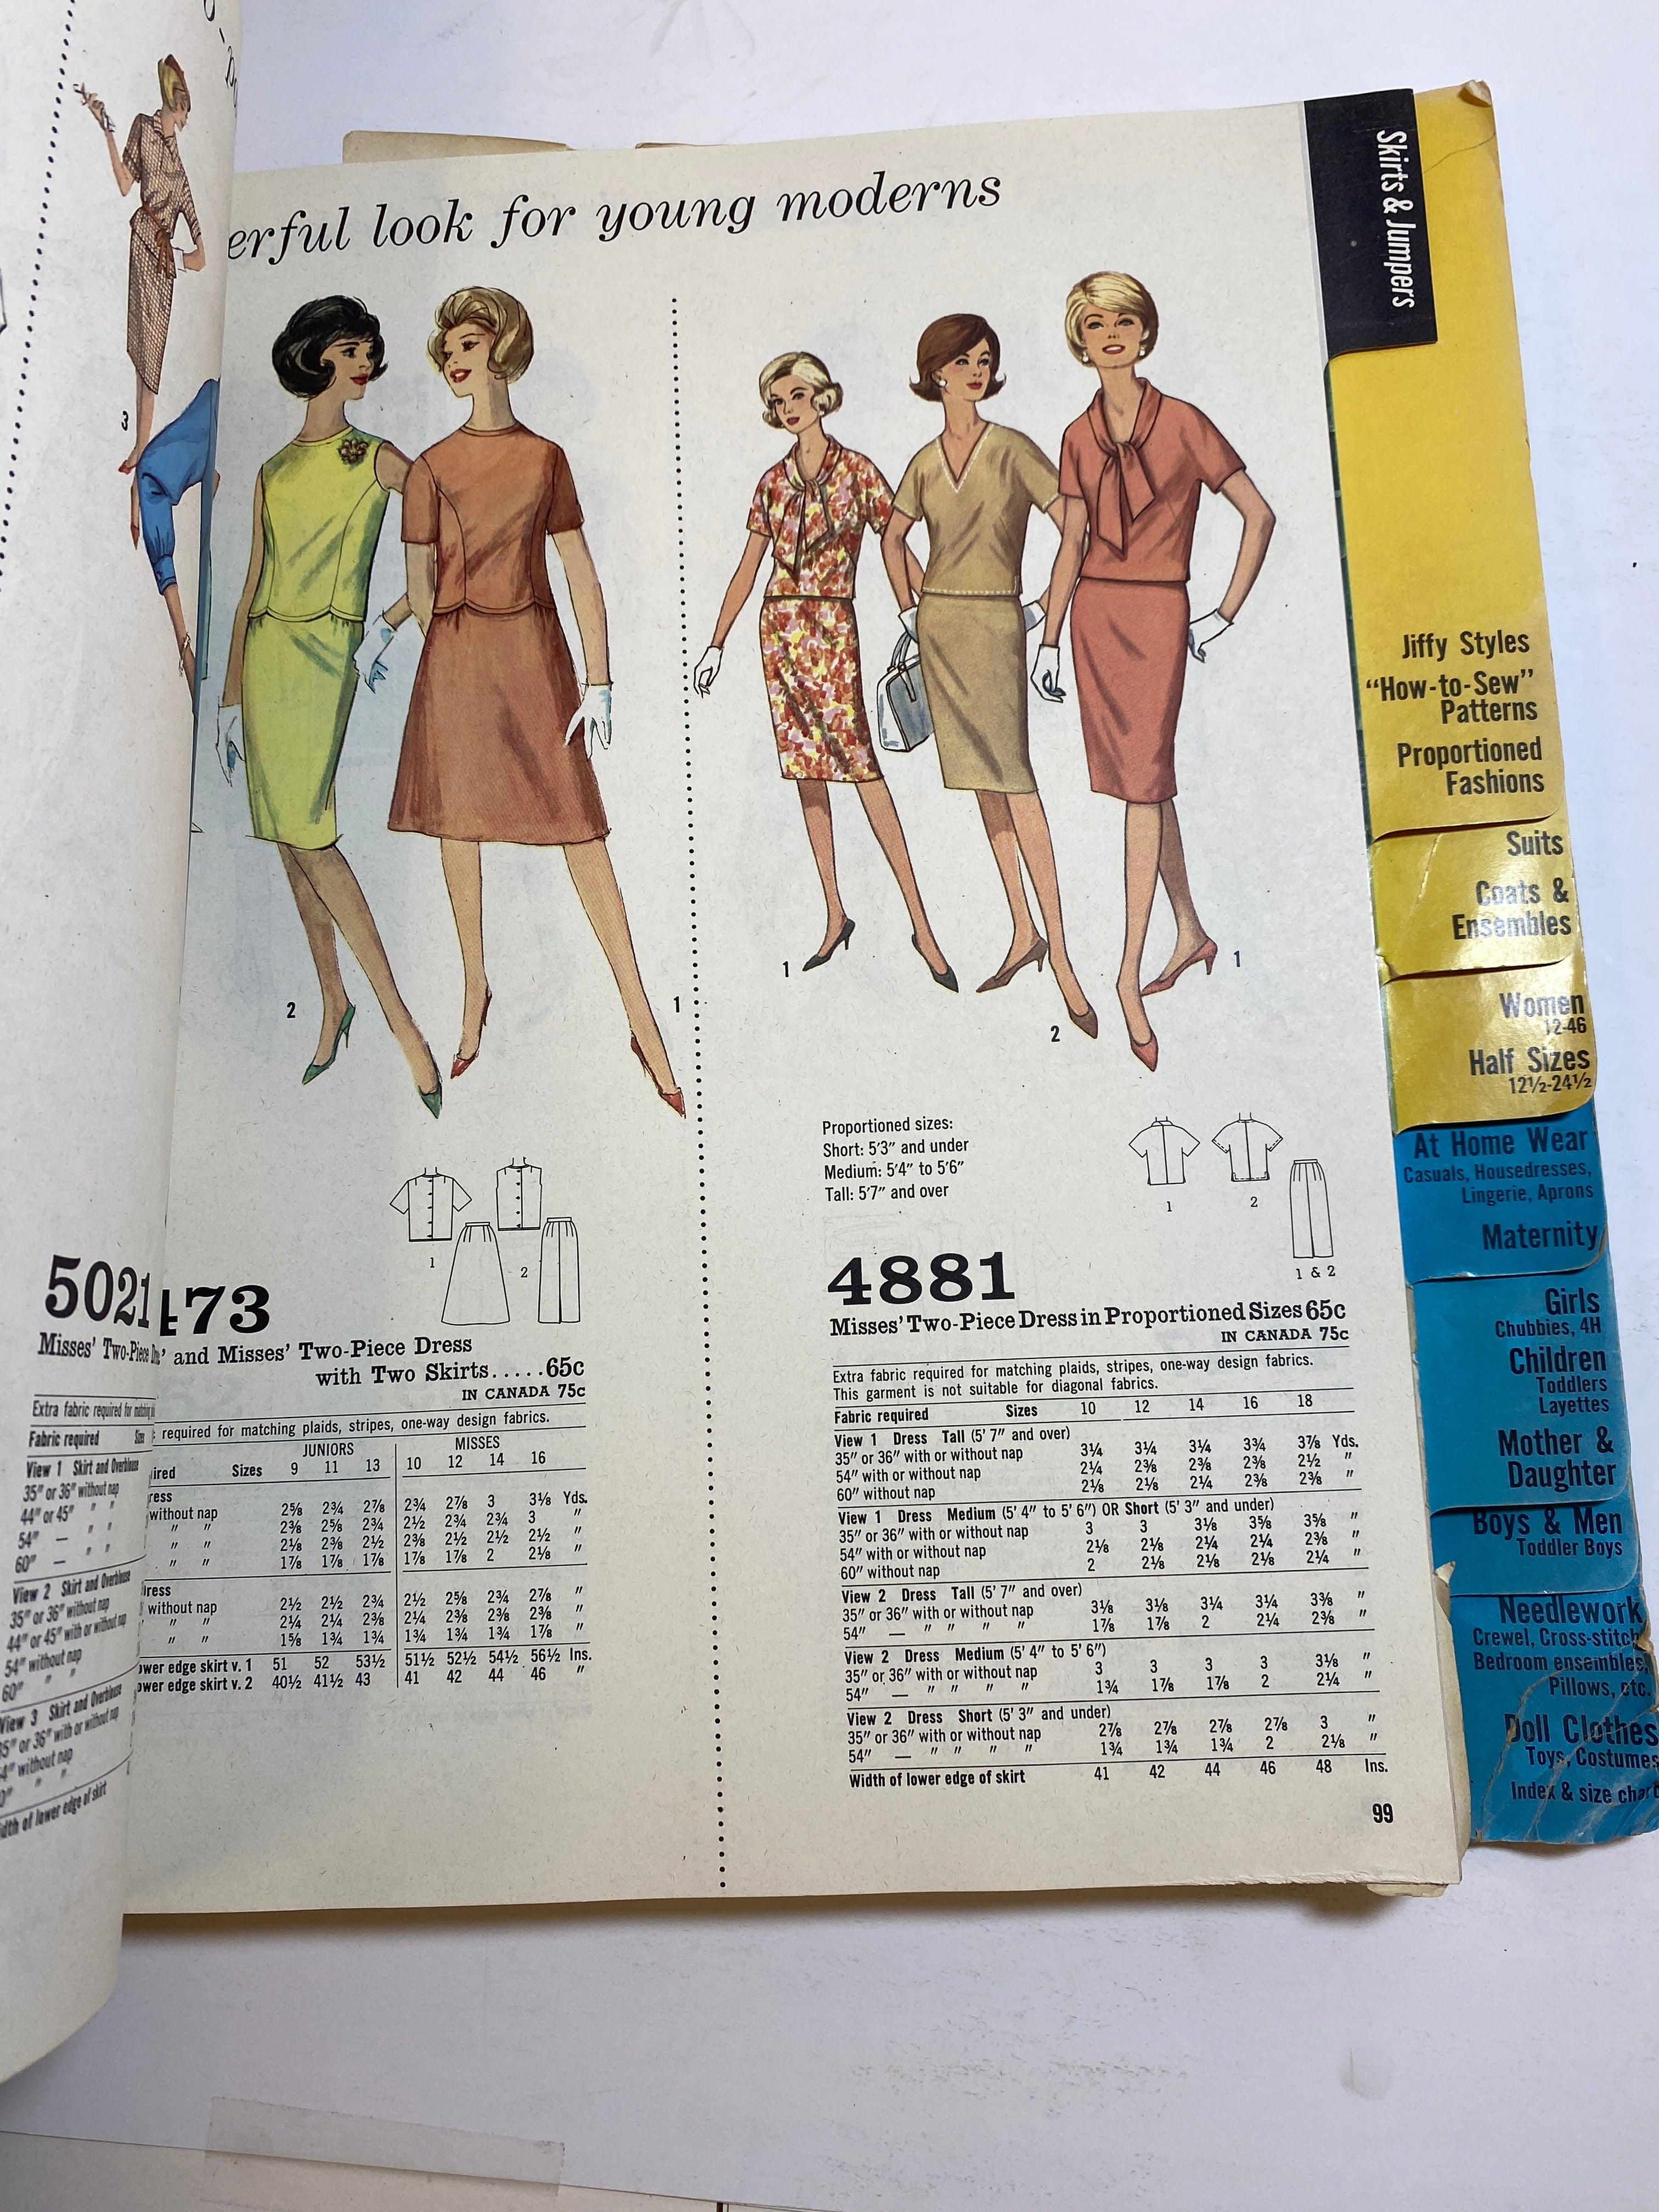 erful look for young moderns
Skirts & Jumpers
Jiffy Styles
“How-to-Sew”
Patterns
Proportioned
Fashions
Suits
Coats &
Ensembles
Women
12-46
Half Sizes
12½-24½
At Home Wear
Casuals, Housedresses,
Lingerie, Aprons
Maternity
Girls
Chubbies, 4H
Children
Toddlers
Layettes
Mother &
Daughter
Boys & Men
Toddler Boys
Needlework
Crewel, Cross-stitch
Bedroom ensembles,
Pillows, etc.
Doll Clothes
Toys, Costumes
Index & size chart
3
5021
Misses’ Two-Piece
Extra fabric required for matching
Fabric required
View 1 Skirt and Overblouse
35″ or 36″ without nap
44″ or 45″ ″ ″
54″ — ″ ″
60″ — ″ ″
View 2 Skirt and Overblouse
35″ or 36″ without nap
44″ or 45″ with or without nap
54″ without nap
60″ ″ ″
View 3 Skirt and Overblouse
35″ or 36″ with or without nap
54″ without nap
Width of lower edge of skirt
2
1
1
2
73
’ and Misses’ Two-Piece Dress
with Two Skirts.....65c
IN CANADA 75c
required for matching plaids, stripes, one-way design fabrics.
JUNIORS MISSES
ired Sizes 9 11 13 10 12 14 16
ress
without nap 2⅝ 2¾ 2⅞ 2¾ 2⅞ 3 3⅛ Yds.
″ ″ 2⅜ 2⅝ 2¾ 2½ 2¾ 2¾ 3 ″
″ ″ 2⅛ 2⅜ 2½ 2⅜ 2½ 2½ 2½ ″
″ ″ 1⅞ 1⅞ 1⅞ 1⅞ 1⅞ 2 2⅛ ″
ress
without nap 2½ 2½ 2¾ 2½ 2⅝ 2¾ 2⅞ ″
″ ″ 2¼ 2¼ 2⅜ 2¼ 2⅜ 2⅜ 2⅜ ″
″ ″ 1⅝ 1¾ 1¾ 1¾ 1¾ 1¾ 1⅞ ″
ower edge skirt v. 1 51 52 53½ 51½ 52½ 54½ 56½ Ins.
ower edge skirt v. 2 40½ 41½ 43 41 42 44 46 ″
1
2
1
Proportioned sizes:
Short: 5′3″ and under
Medium: 5′4″ to 5′6″
Tall: 5′7″ and over
1
2
1 & 2
4881
Misses’ Two-Piece Dress in Proportioned Sizes 65c
IN CANADA 75c
Extra fabric required for matching plaids, stripes, one-way design fabrics.
This garment is not suitable for diagonal fabrics.
Fabric required Sizes 10 12 14 16 18
View 1 Dress Tall (5′ 7″ and over)
35″ or 36″ with or without nap 3¼ 3¼ 3¼ 3¾ 3⅞ Yds.
54″ with or without nap 2¼ 2⅜ 2⅜ 2⅜ 2½ ″
60″ without nap 2⅛ 2⅛ 2¼ 2⅜ 2⅜ ″
View 1 Dress Medium (5′ 4″ to 5′ 6″) OR Short (5′ 3″ and under)
35″ or 36″ with or without nap 3 3 3⅛ 3⅝ 3⅝ ″
54″ with or without nap 2⅛ 2⅛ 2¼ 2¼ 2⅜ ″
60″ without nap 2 2⅛ 2⅛ 2⅛ 2¼ ″
View 2 Dress Tall (5′ 7″ and over)
35″ or 36″ with or without nap 3⅛ 3⅛ 3¼ 3¼ 3⅜ ″
54″ — ″ ″ ″ ″ 1⅞ 1⅞ 2 2¼ 2⅜ ″
View 2 Dress Medium (5′ 4″ to 5′ 6″)
35″ or 36″ with or without nap 3 3 3 3 3⅛ ″
54″ — ″ ″ ″ ″ 1¾ 1⅞ 1⅞ 2 2¼ ″
View 2 Dress Short (5′ 3″ and under)
35″ or 36″ with or without nap 2⅞ 2⅞ 2⅞ 2⅞ 3 ″
54″ — ″ ″ ″ ″ 1¾ 1¾ 1¾ 2 2⅛ ″
Width of lower edge of skirt 41 42 44 46 48 Ins.
99